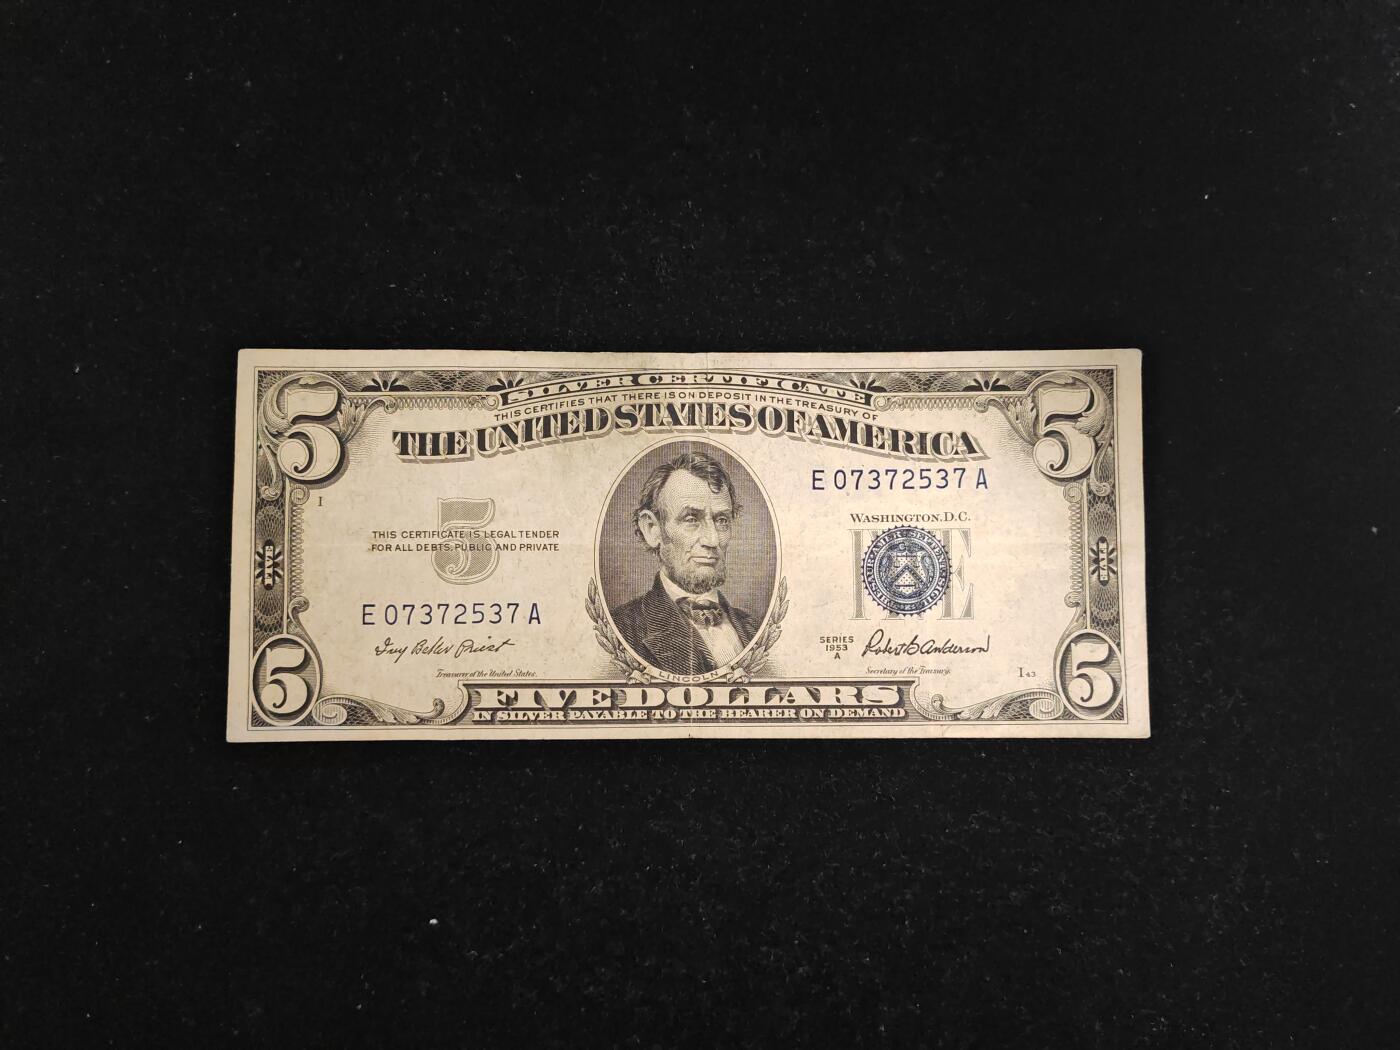 SILVER CERTIFICATE
THIS CERTIFIES THAT THERE IS ON DEPOSIT IN THE TREASURY OF
THE UNITED STATES OF AMERICA
5
5
E 07372537 A
I
5
THIS CERTIFICATE IS LEGAL TENDER
FOR ALL DEBTS, PUBLIC AND PRIVATE
WASHINGTON, D.C.
FIVE
FIVE
FIVE
E 07372537 A
Ivy Baker Priest
Treasurer of the United States.
SERIES
1953
A
Robert B. Anderson
Secretary of the Treasury.
I 43
LINCOLN
5
5
FIVE DOLLARS
IN SILVER PAYABLE TO THE BEARER ON DEMAND